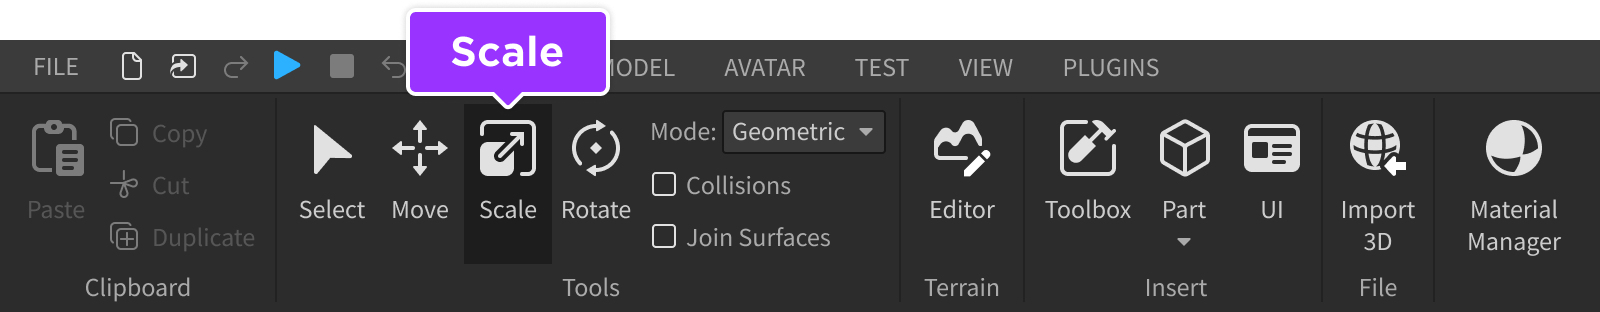 Scale
FILE
AVATAR
TEST
VIEW
PLUGINS
Paste
Copy
Cut
Duplicate
Clipboard
Select
Move
Scale
Rotate
Mode: Geometric
Collisions
Join Surfaces
Tools
Editor
Terrain
Toolbox
Part
UI
Insert
Import
3D
File
Material
Manager